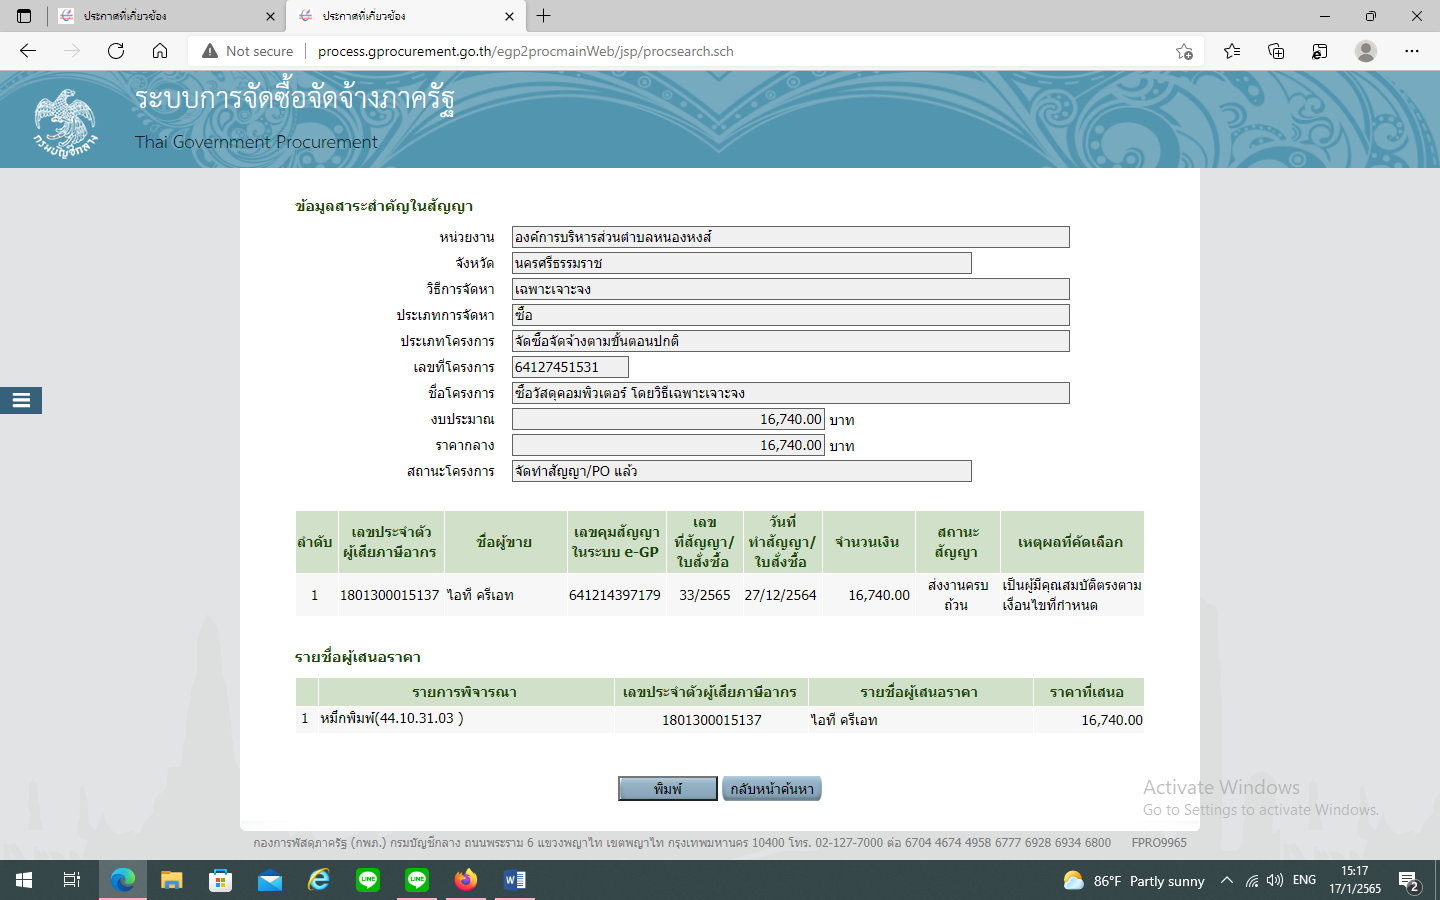 ประกาศที่เกี่ยวข้อง
ประกาศที่เกี่ยวข้อง
Not secure
process.gprocurement.go.th/egp2procmainWeb/jsp/procsearch.sch
ระบบการจัดซื้อจัดจ้างภาครัฐ
Thai Government Procurement
กรมบัญชีกลาง
ข้อมูลสาระสำคัญในสัญญา
หน่วยงาน องค์การบริหารส่วนตำบลหนองหงส์
จังหวัด นครศรีธรรมราช
วิธีการจัดหา เฉพาะเจาะจง
ประเภทการจัดหา ซื้อ
ประเภทโครงการ จัดซื้อจัดจ้างตามขั้นตอนปกติ
เลขที่โครงการ 64127451531
ชื่อโครงการ ซื้อวัสดุคอมพิวเตอร์ โดยวิธีเฉพาะเจาะจง
งบประมาณ 16,740.00 บาท
ราคากลาง 16,740.00 บาท
สถานะโครงการ จัดทำสัญญา/PO แล้ว
ลำดับ เลขประจำตัวผู้เสียภาษีอากร ชื่อผู้ขาย เลขคุมสัญญาในระบบ e-GP เลขที่สัญญา/ใบสั่งซื้อ วันที่ทำสัญญา/ใบสั่งซื้อ จำนวนเงิน สถานะสัญญา เหตุผลที่คัดเลือก
1 1801300015137 ไอที ครีเอท 641214397179 33/2565 27/12/2564 16,740.00 ส่งงานครบถ้วน เป็นผู้มีคุณสมบัติตรงตามเงื่อนไขที่กำหนด
รายชื่อผู้เสนอราคา
รายการพิจารณา เลขประจำตัวผู้เสียภาษีอากร รายชื่อผู้เสนอราคา ราคาที่เสนอ
1 หมึกพิมพ์(44.10.31.03 ) 1801300015137 ไอที ครีเอท 16,740.00
พิมพ์ กลับหน้าค้นหา
Activate Windows
Go to Settings to activate Windows.
กองการพัสดุภาครัฐ (กพภ.) กรมบัญชีกลาง ถนนพระราม 6 แขวงพญาไท เขตพญาไท กรุงเทพมหานคร 10400 โทร. 02-127-7000 ต่อ 6704 4674 4958 6777 6928 6934 6800 FPRO9965
86°F Partly sunny ENG
15:17
17/1/2565
2